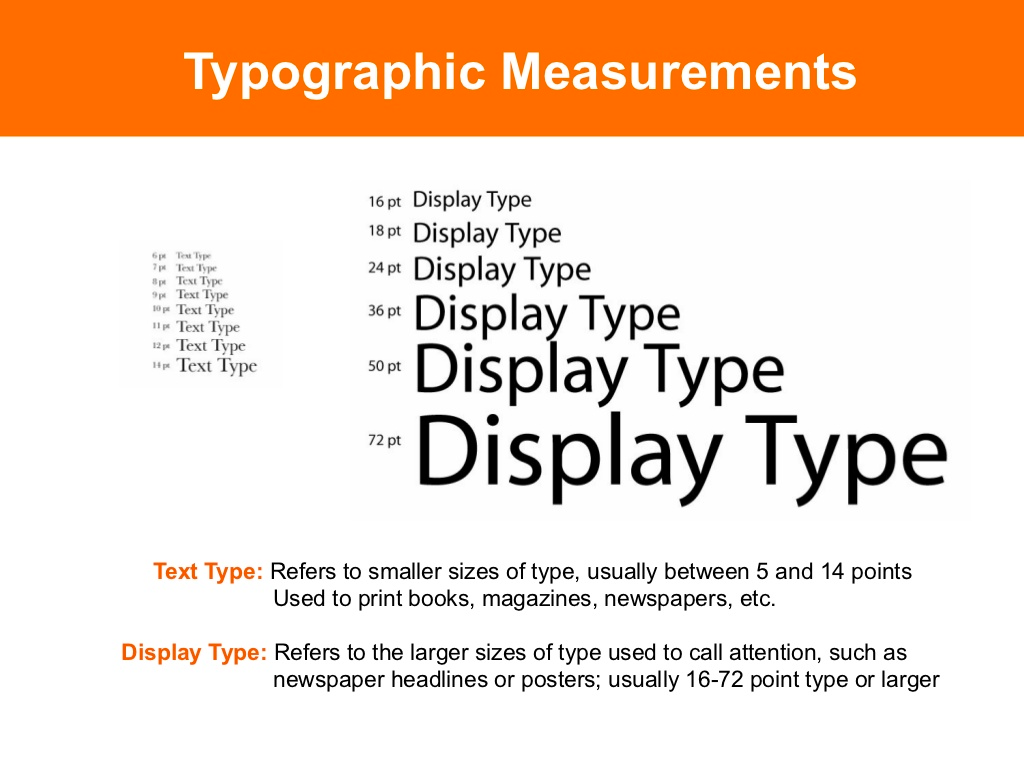 Typographic Measurements
6 pt Text Type
7 pt Text Type
8 pt Text Type
9 pt Text Type
10 pt Text Type
11 pt Text Type
12 pt Text Type
14 pt Text Type
16 pt Display Type
18 pt Display Type
24 pt Display Type
36 pt Display Type
50 pt Display Type
72 pt Display Type
Text Type: Refers to smaller sizes of type, usually between 5 and 14 points
Used to print books, magazines, newspapers, etc.
Display Type: Refers to the larger sizes of type used to call attention, such as
newspaper headlines or posters; usually 16-72 point type or larger